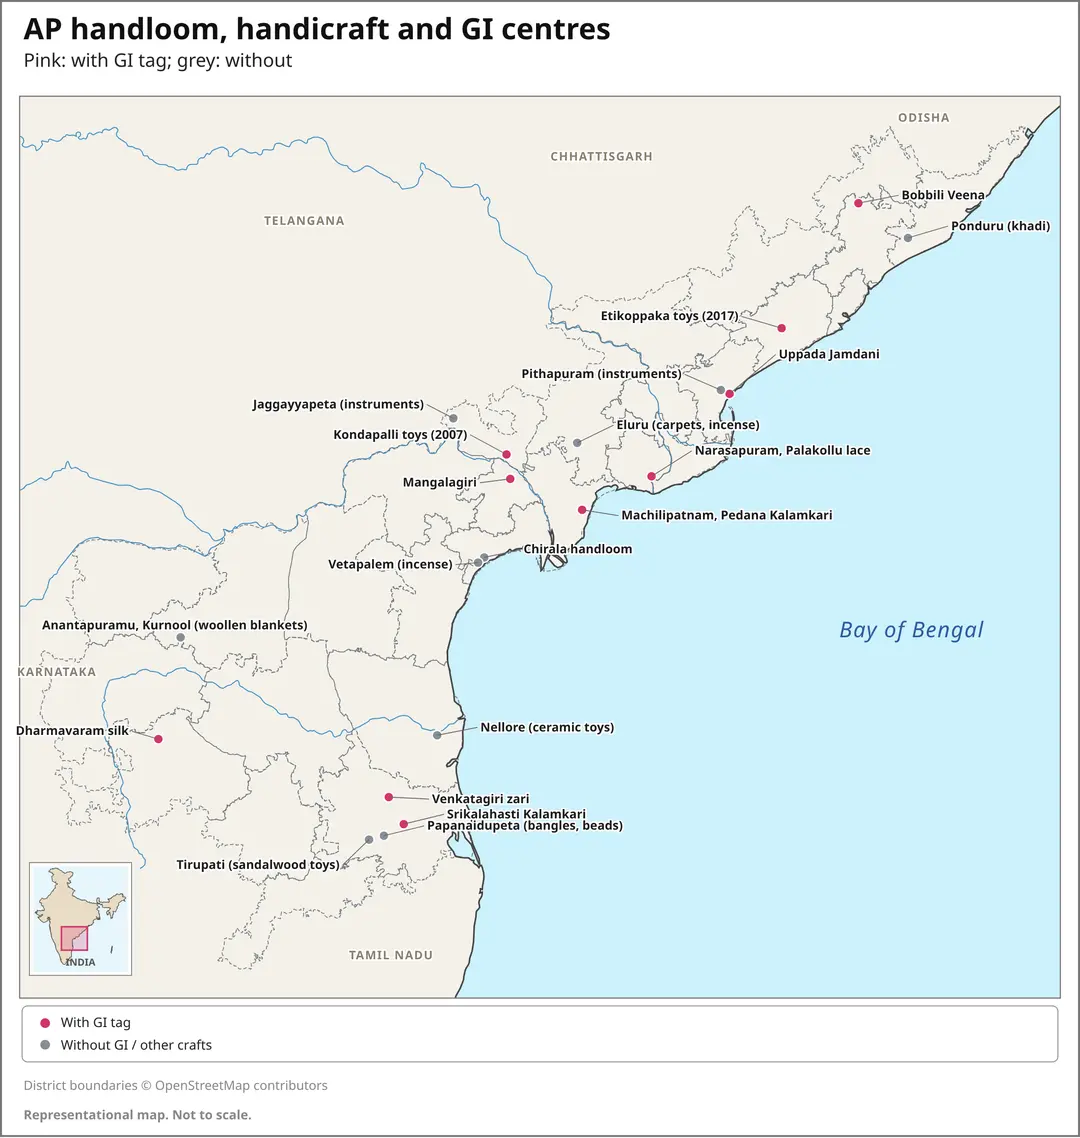 AP handloom, handicraft and GI centres
Pink: with GI tag; grey: without
ODISHA
CHHATTISGARH
TELANGANA
Bobbili Veena
Ponduru (khadi)
Etikoppaka toys (2017)
Uppada Jamdani
Pithapuram (instruments)
Jaggayyapeta (instruments)
Eluru (carpets, incense)
Kondapalli toys (2007)
Narasapuram, Palakollu lace
Mangalagiri
Machilipatnam, Pedana Kalamkari
Chirala handloom
Vetapalem (incense)
Anantapuramu, Kurnool (woollen blankets)
Bay of Bengal
KARNATAKA
Dharmavaram silk
Nellore (ceramic toys)
Venkatagiri zari
Srikalahasti Kalamkari
Papanaidupeta (bangles, beads)
Tirupati (sandalwood toys)
TAMIL NADU
INDIA
With GI tag
Without GI / other crafts
District boundaries © OpenStreetMap contributors
Representational map. Not to scale.